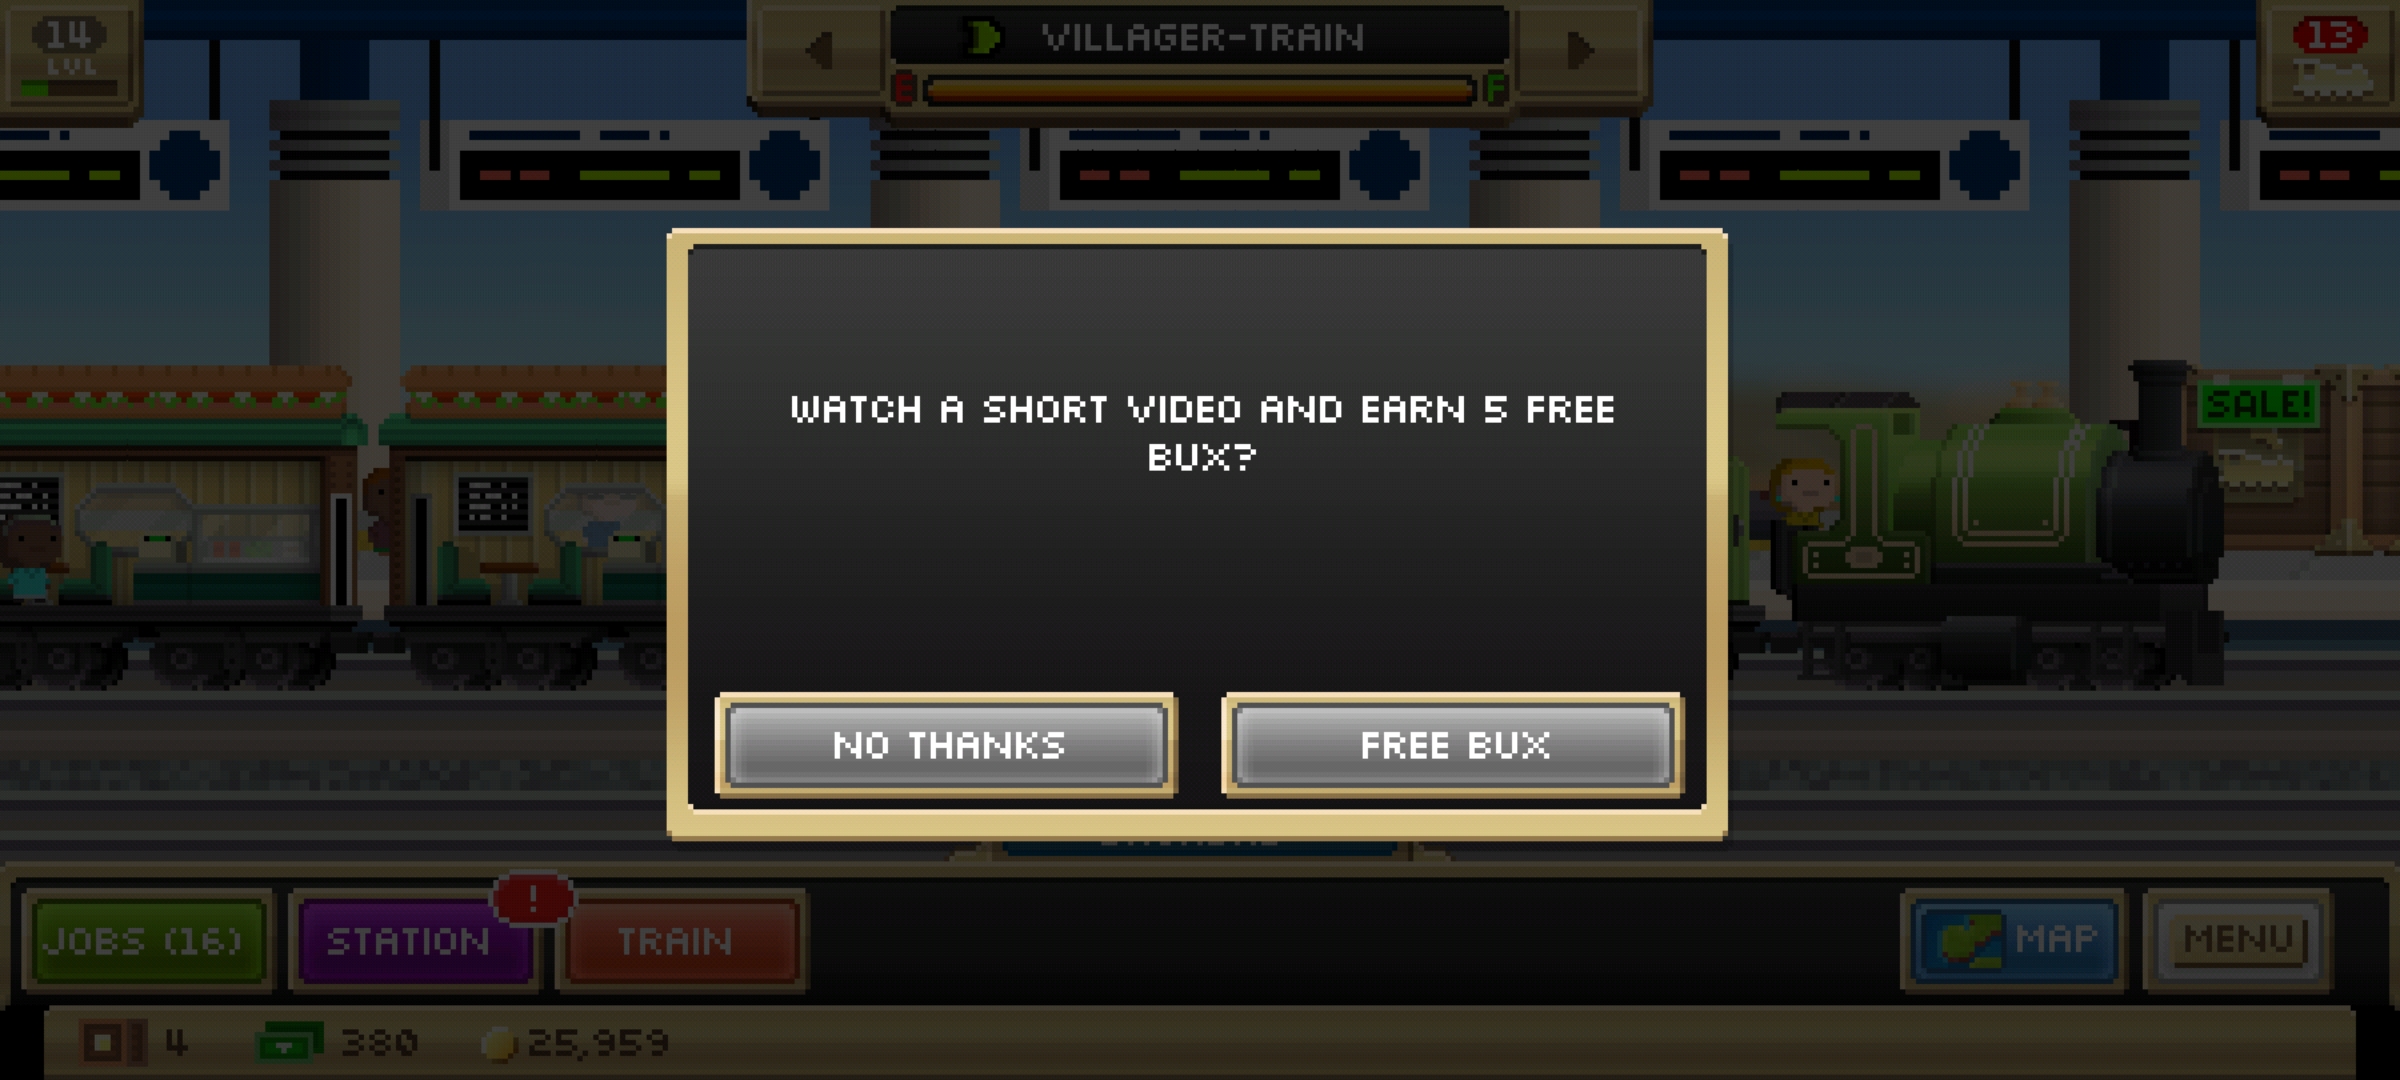 14
LVL
VILLAGER-TRAIN
E
F
13
SALE!
WATCH A SHORT VIDEO AND EARN 5 FREE
BUX?
NO THANKS
FREE BUX
JOBS (16)
STATION
!
TRAIN
MAP
MENU
4
380
25,959